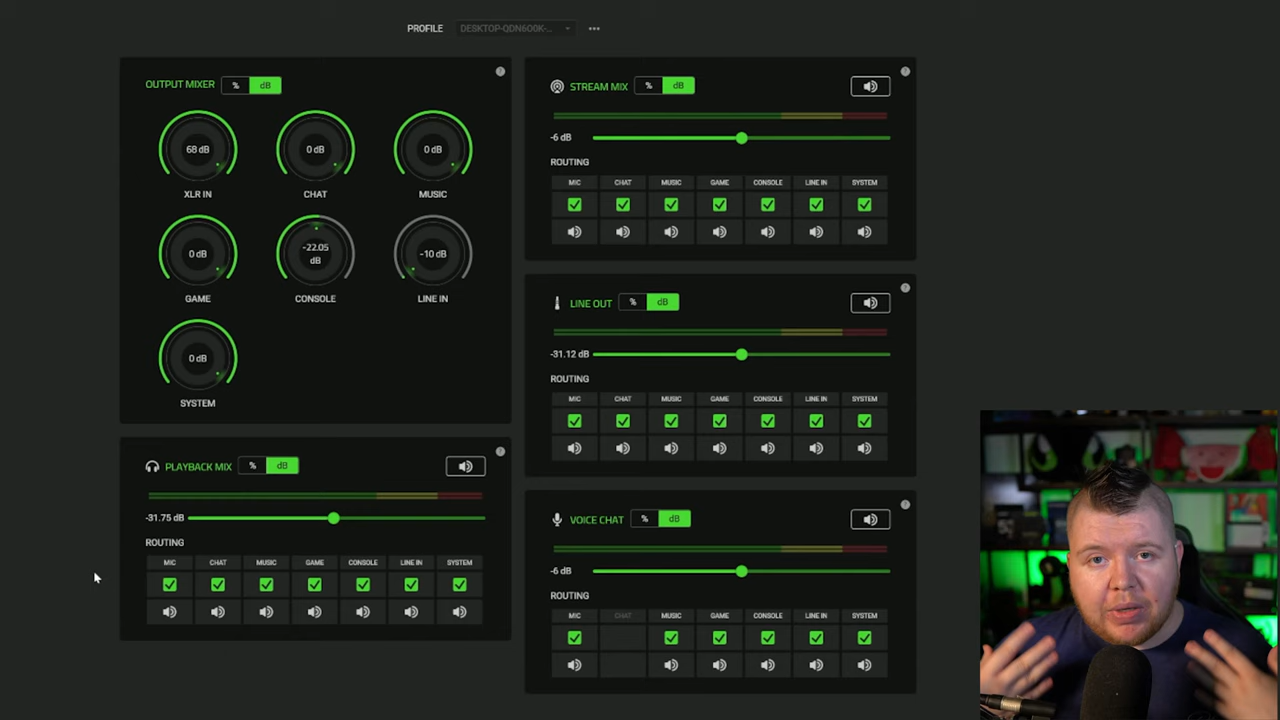 PROFILE DESKTOP-QDN6O0K-...
OUTPUT MIXER % dB
68 dB 0 dB 0 dB
XLR IN CHAT MUSIC
0 dB -22.05 dB -10 dB
GAME CONSOLE LINE IN
0 dB
SYSTEM
PLAYBACK MIX % dB
-31.75 dB
ROUTING
MIC CHAT MUSIC GAME CONSOLE LINE IN SYSTEM
STREAM MIX % dB
-6 dB
ROUTING
MIC CHAT MUSIC GAME CONSOLE LINE IN SYSTEM
LINE OUT % dB
-31.12 dB
ROUTING
MIC CHAT MUSIC GAME CONSOLE LINE IN SYSTEM
VOICE CHAT % dB
-6 dB
ROUTING
MIC CHAT MUSIC GAME CONSOLE LINE IN SYSTEM